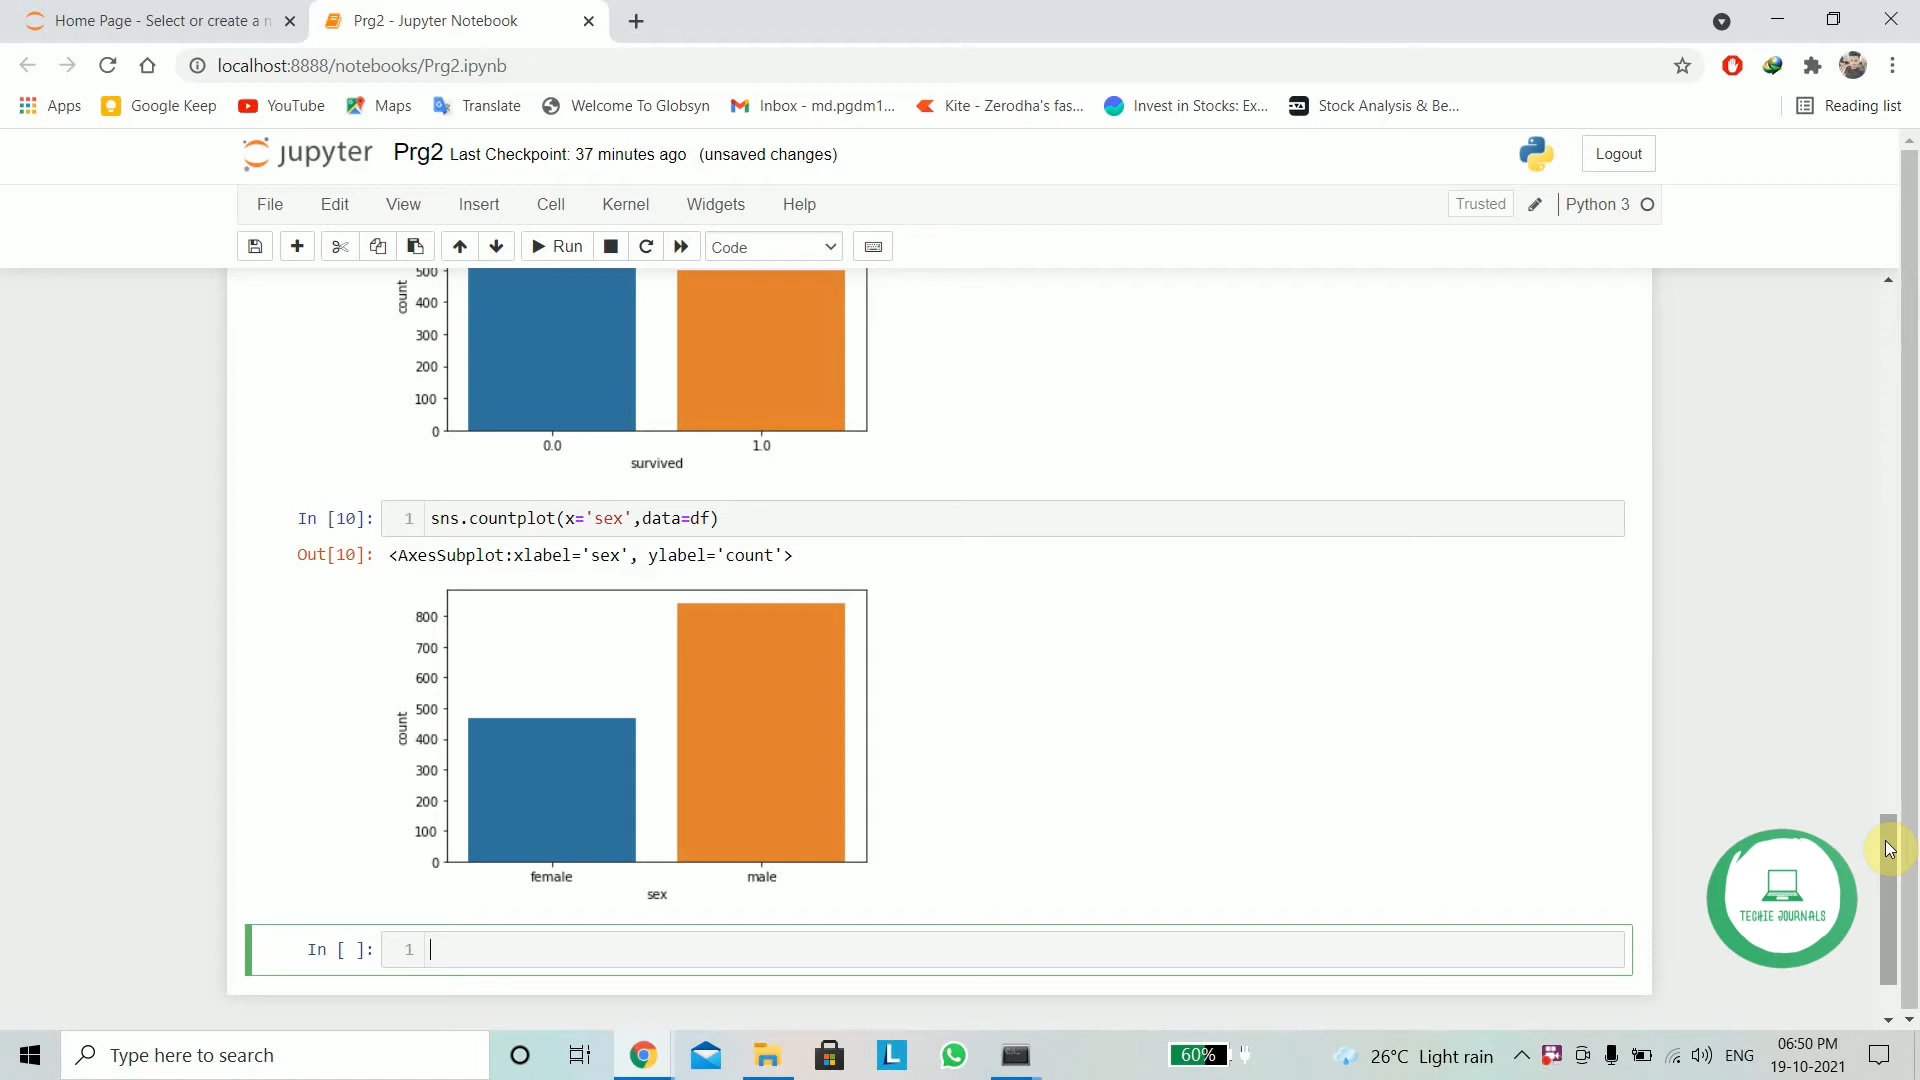 Home Page - Select or create a n
Prg2 - Jupyter Notebook
localhost:8888/notebooks/Prg2.ipynb
Apps
Google Keep
YouTube
Maps
Translate
Welcome To Globsyn
Inbox - md.pgdm1...
Kite - Zerodha's fas...
Invest in Stocks: Ex...
Stock Analysis & Be...
Reading list
jupyter Prg2 Last Checkpoint: 37 minutes ago (unsaved changes)
Logout
File Edit View Insert Cell Kernel Widgets Help
Trusted
Python 3
Run
Code
500
400
300
200
100
0
count
0.0 1.0
survived
In [10]: 1 sns.countplot(x='sex',data=df)
Out[10]: <AxesSubplot:xlabel='sex', ylabel='count'>
800
700
600
500
400
300
200
100
0
count
female male
sex
In [ ]: 1
TECHIE JOURNALS
Type here to search
L
60%
26°C Light rain
ENG
06:50 PM
19-10-2021